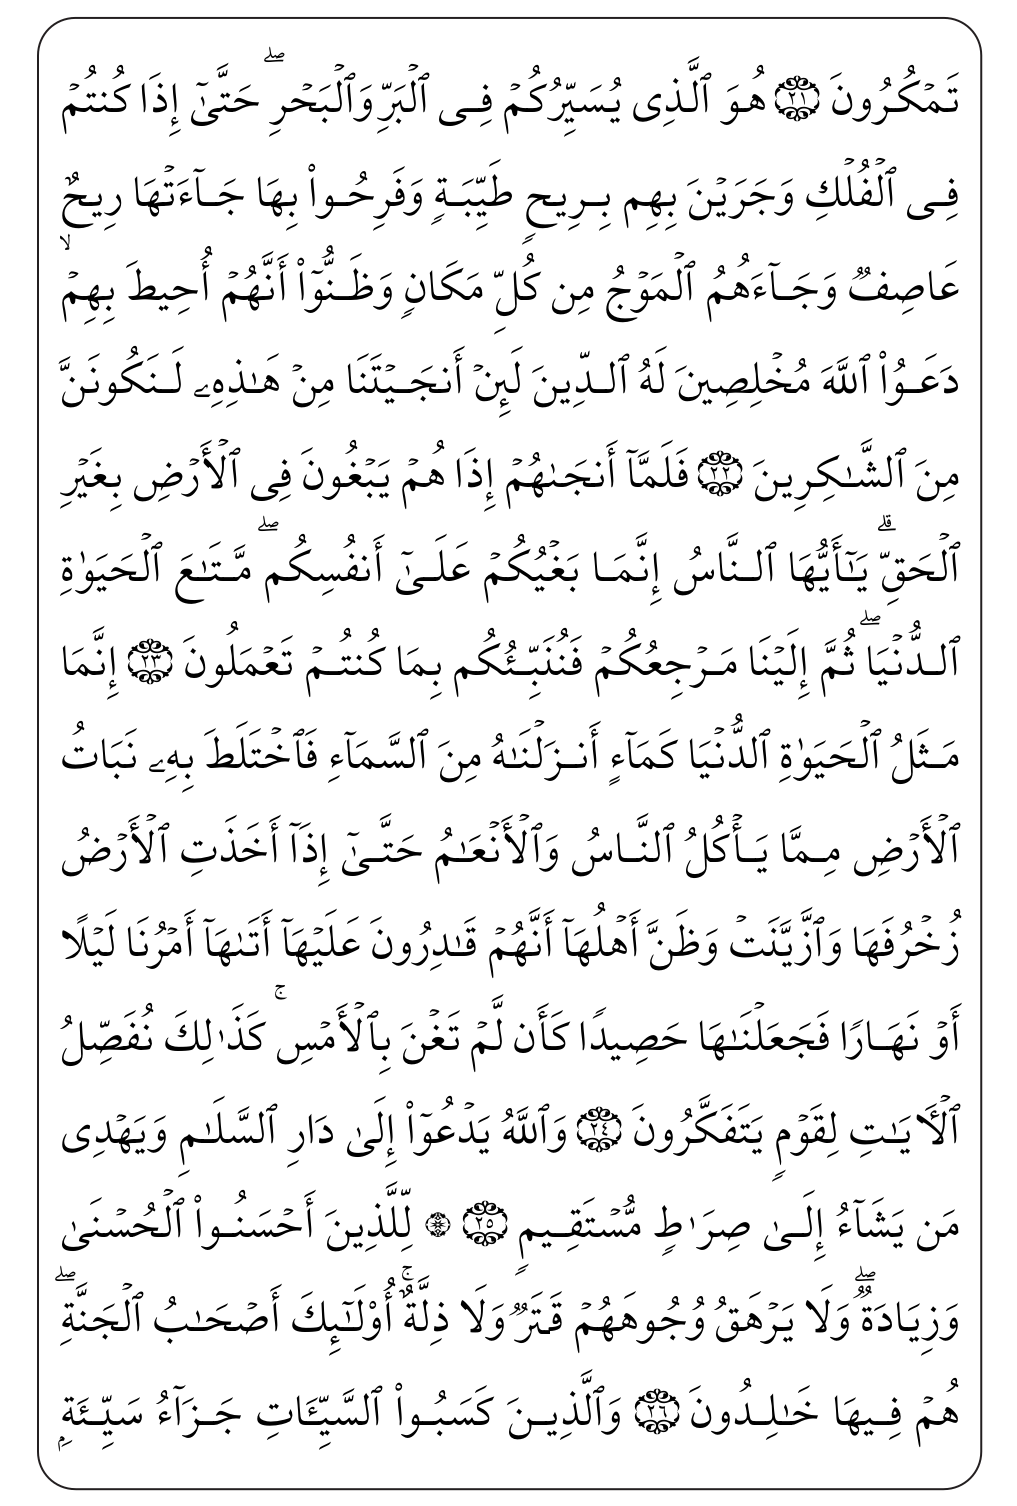 تَمۡكُرُونَ ٢١ هُوَ ٱلَّذِى يُسَيِّرُكُمۡ فِى ٱلۡبَرِّ وَٱلۡبَحۡرِۖ حَتَّىٰٓ إِذَا كُنتُمۡ
فِى ٱلۡفُلۡكِ وَجَرَيۡنَ بِهِم بِرِيحٍ طَيِّبَةٍ وَفَرِحُوا۟ بِهَا جَآءَتۡهَا رِيحٌ
عَاصِفٌ وَجَآءَهُمُ ٱلۡمَوۡجُ مِن كُلِّ مَكَانٍ وَظَنُّوٓا۟ أَنَّهُمۡ أُحِيطَ بِهِمۡۙ
دَعَوُا۟ ٱللَّهَ مُخۡلِصِينَ لَهُ ٱلدِّينَ لَئِنۡ أَنجَيۡتَنَا مِنۡ هَـٰذِهِۦ لَنَكُونَنَّ
مِنَ ٱلشَّـٰكِرِينَ ٢٢ فَلَمَّآ أَنجَىٰهُمۡ إِذَا هُمۡ يَبۡغُونَ فِى ٱلۡأَرۡضِ بِغَيۡرِ
ٱلۡحَقِّۗ يَـٰٓأَيُّهَا ٱلنَّاسُ إِنَّمَا بَغۡيُكُمۡ عَلَىٰٓ أَنفُسِكُمۖ مَّتَـٰعَ ٱلۡحَيَوٰةِ
ٱلدُّنۡيَاۖ ثُمَّ إِلَيۡنَا مَرۡجِعُكُمۡ فَنُنَبِّئُكُم بِمَا كُنتُمۡ تَعۡمَلُونَ ٢٣ إِنَّمَا
مَثَلُ ٱلۡحَيَوٰةِ ٱلدُّنۡيَا كَمَآءٍ أَنزَلۡنَـٰهُ مِنَ ٱلسَّمَآءِ فَٱخۡتَلَطَ بِهِۦ نَبَاتُ
ٱلۡأَرۡضِ مِمَّا يَأۡكُلُ ٱلنَّاسُ وَٱلۡأَنۡعَـٰمُ حَتَّىٰٓ إِذَآ أَخَذَتِ ٱلۡأَرۡضُ
زُخۡرُفَهَا وَٱزَّيَّنَتۡ وَظَنَّ أَهۡلُهَآ أَنَّهُمۡ قَـٰدِرُونَ عَلَيۡهَآ أَتَىٰهَآ أَمۡرُنَا لَيۡلًا
أَوۡ نَهَارًا فَجَعَلۡنَـٰهَا حَصِيدًا كَأَن لَّمۡ تَغۡنَ بِٱلۡأَمۡسِۚ كَذَٰلِكَ نُفَصِّلُ
ٱلۡـَٔايَـٰتِ لِقَوۡمٍ يَتَفَكَّرُونَ ٢٤ وَٱللَّهُ يَدۡعُوٓا۟ إِلَىٰ دَارِ ٱلسَّلَـٰمِ وَيَهۡدِى
مَن يَشَآءُ إِلَىٰ صِرَٰطٍ مُّسۡتَقِيمٍ ٢٥ ۞ لِّلَّذِينَ أَحۡسَنُوا۟ ٱلۡحُسۡنَىٰ
وَزِيَادَةٌۖ وَلَا يَرۡهَقُ وُجُوهَهُمۡ قَتَرٌ وَلَا ذِلَّةٌۚ أُو۟لَـٰٓئِكَ أَصۡحَـٰبُ ٱلۡجَنَّةِۖ
هُمۡ فِيهَا خَـٰلِدُونَ ٢٦ وَٱلَّذِينَ كَسَبُوا۟ ٱلسَّيِّـَٔاتِ جَزَآءُ سَيِّئَةِۭ